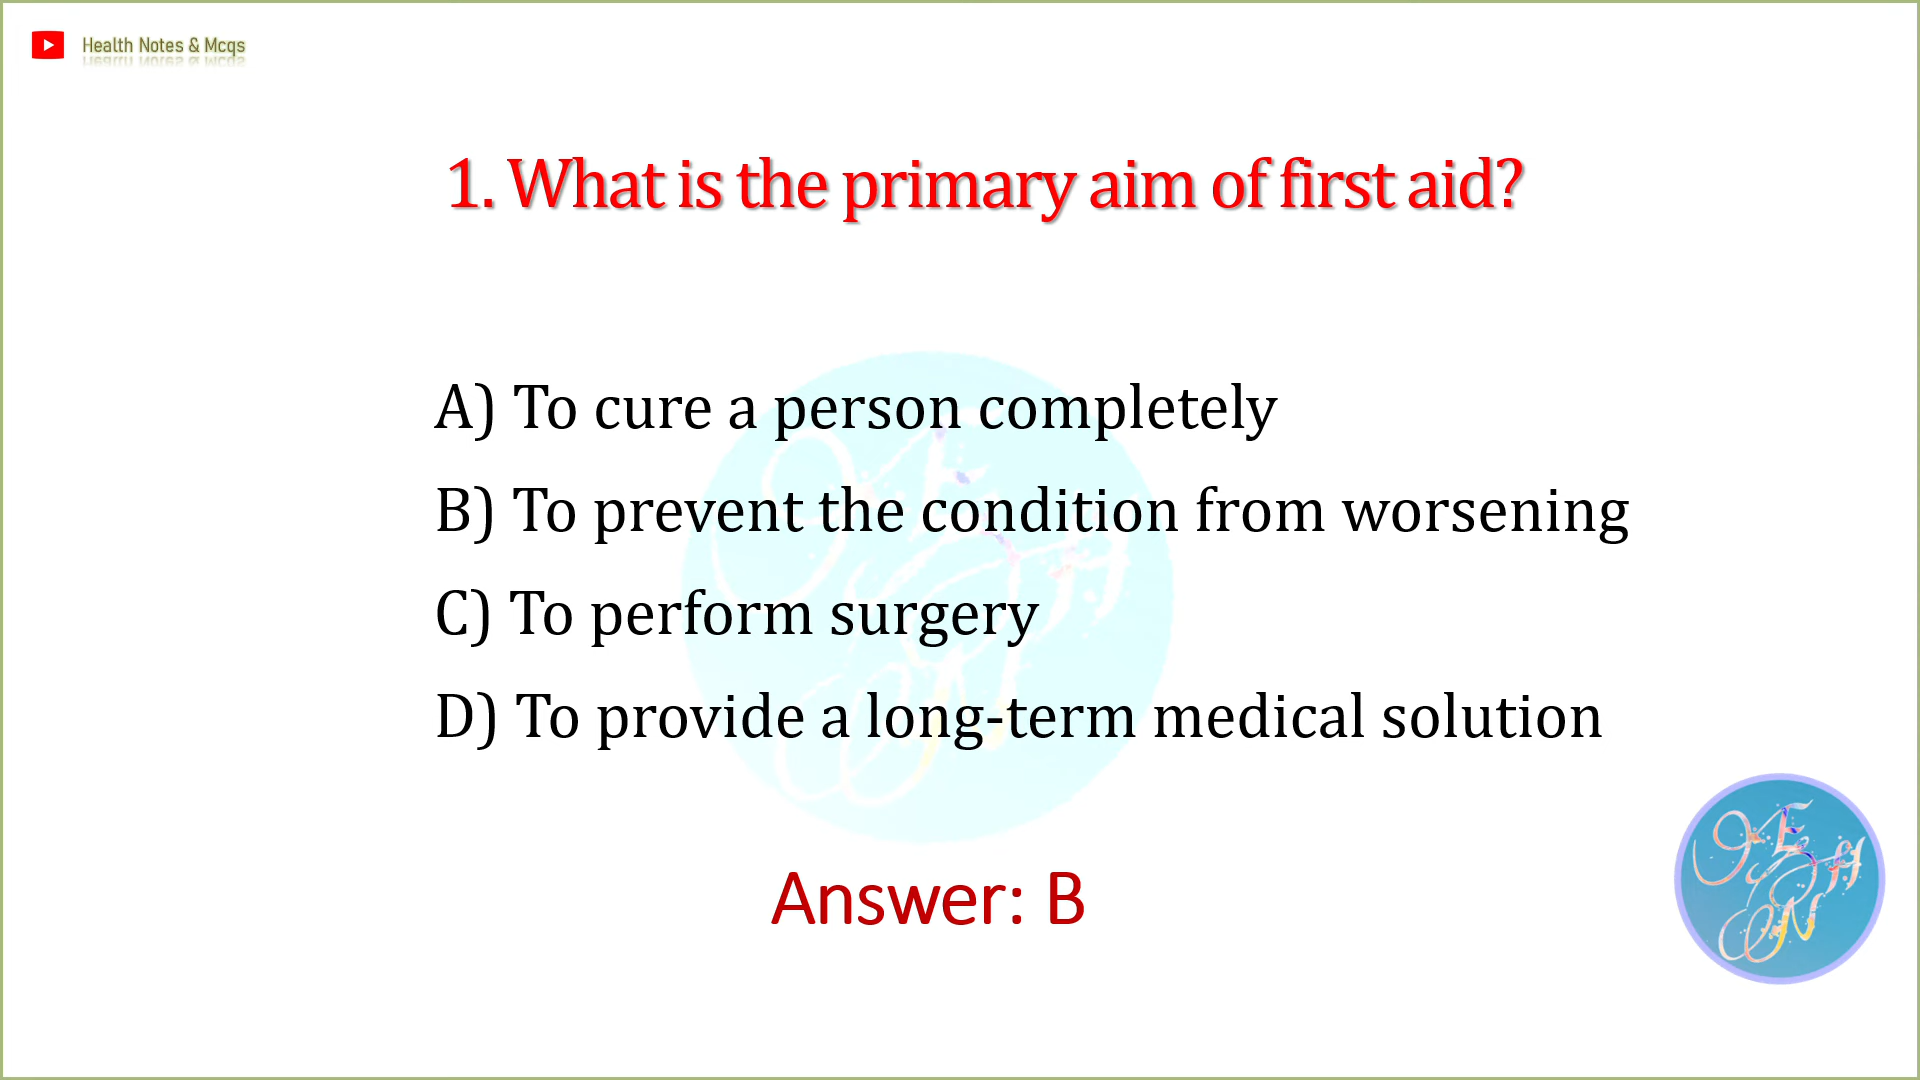 Health Notes & Mcqs
1. What is the primary aim of first aid?
A) To cure a person completely
B) To prevent the condition from worsening
C) To perform surgery
D) To provide a long-term medical solution
Answer: B